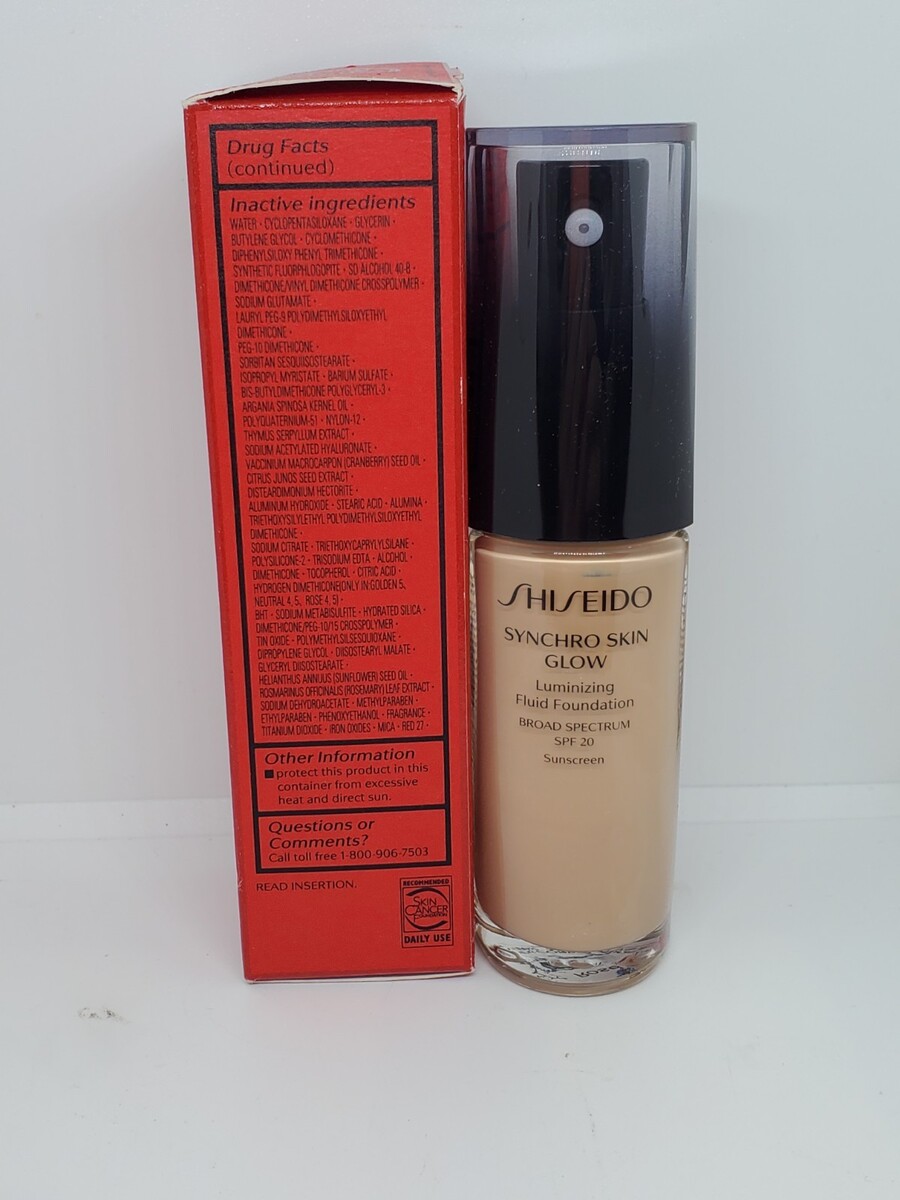 Drug Facts
(continued)
Inactive ingredients
WATER · CYCLOPENTASILOXANE · GLYCERIN ·
BUTYLENE GLYCOL · CYCLOMETHICONE ·
DIPHENYLSILOXY PHENYL TRIMETHICONE ·
SYNTHETIC FLUORPHLOGOPITE · SD ALCOHOL 40-B ·
DIMETHICONE/VINYL DIMETHICONE CROSSPOLYMER ·
SODIUM GLUTAMATE ·
LAURYL PEG-9 POLYDIMETHYLSILOXYETHYL
DIMETHICONE ·
PEG-10 DIMETHICONE ·
SORBITAN SESQUIISOSTEARATE ·
ISOPROPYL MYRISTATE · BARIUM SULFATE ·
BIS-BUTYLDIMETHICONE POLYGLYCERYL-3 ·
ARGANIA SPINOSA KERNEL OIL ·
POLYQUATERNIUM-51 · NYLON-12 ·
THYMUS SERPYLLUM EXTRACT ·
SODIUM ACETYLATED HYALURONATE ·
VACCINIUM MACROCARPON (CRANBERRY) SEED OIL ·
CITRUS JUNOS SEED EXTRACT ·
DISTEARDIMONIUM HECTORITE ·
ALUMINUM HYDROXIDE · STEARIC ACID · ALUMINA ·
TRIETHOXYSILYLETHYL POLYDIMETHYLSILOXYETHYL
DIMETHICONE ·
SODIUM CITRATE · TRIETHOXYCAPRYLYLSILANE ·
POLYSILICONE-2 · TRISODIUM EDTA · ALCOHOL ·
DIMETHICONE · TOCOPHEROL · CITRIC ACID ·
HYDROGEN DIMETHICONE(ONLY IN:GOLDEN 5,
NEUTRAL 4, 5, ROSE 4, 5) ·
BHT · SODIUM METABISULFITE · HYDRATED SILICA ·
DIMETHICONE/PEG-10/15 CROSSPOLYMER ·
TIN OXIDE · POLYMETHYLSILSESQUIOXANE ·
DIPROPYLENE GLYCOL · DIISOSTEARYL MALATE ·
GLYCERYL DIISOSTEARATE ·
HELIANTHUS ANNUUS (SUNFLOWER) SEED OIL ·
ROSMARINUS OFFICINALIS (ROSEMARY) LEAF EXTRACT ·
SODIUM DEHYDROACETATE · METHYLPARABEN ·
ETHYLPARABEN · PHENOXYETHANOL · FRAGRANCE ·
TITANIUM DIOXIDE · IRON OXIDES · MICA · RED 27 ·
Other Information
■ protect this product in this
container from excessive
heat and direct sun.
Questions or
Comments?
Call toll free 1-800-906-7503
READ INSERTION.
RECOMMENDED
SKIN
CANCER
FOUNDATION
DAILY USE
SHISEIDO
SYNCHRO SKIN
GLOW
Luminizing
Fluid Foundation
BROAD SPECTRUM
SPF 20
Sunscreen